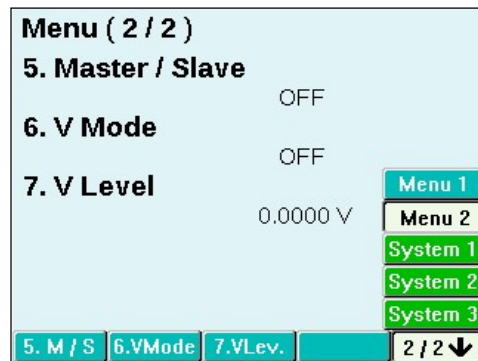 Menu ( 2 / 2 )
5. Master / Slave
OFF
6. V Mode
OFF
7. V Level
0.0000 V
Menu 1
Menu 2
System 1
System 2
System 3
5. M / S 6.VMode 7.VLev. 2 / 2 ↓